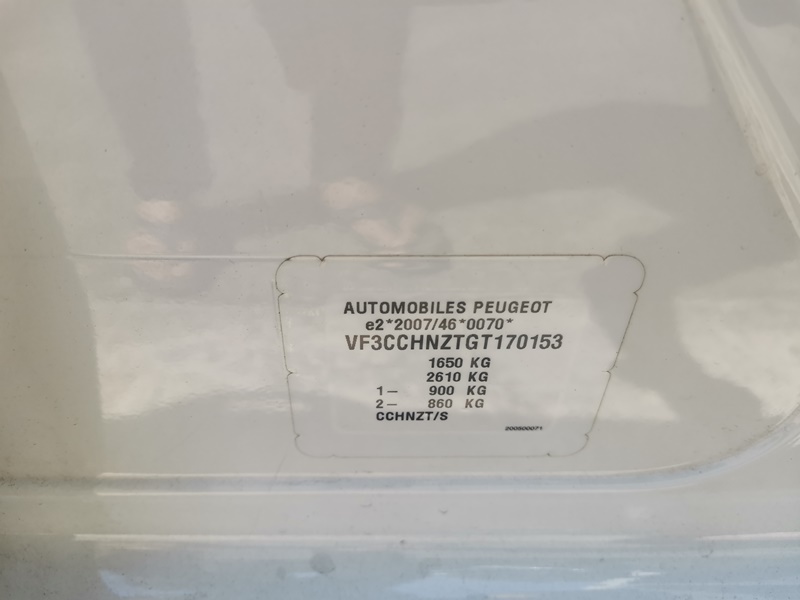 AUTOMOBILES PEUGEOT
e2*2007/46*0070*
VF3CCHNZTGT170153
1650 KG
2610 KG
1— 900 KG
2— 860 KG
CCHNZT/S